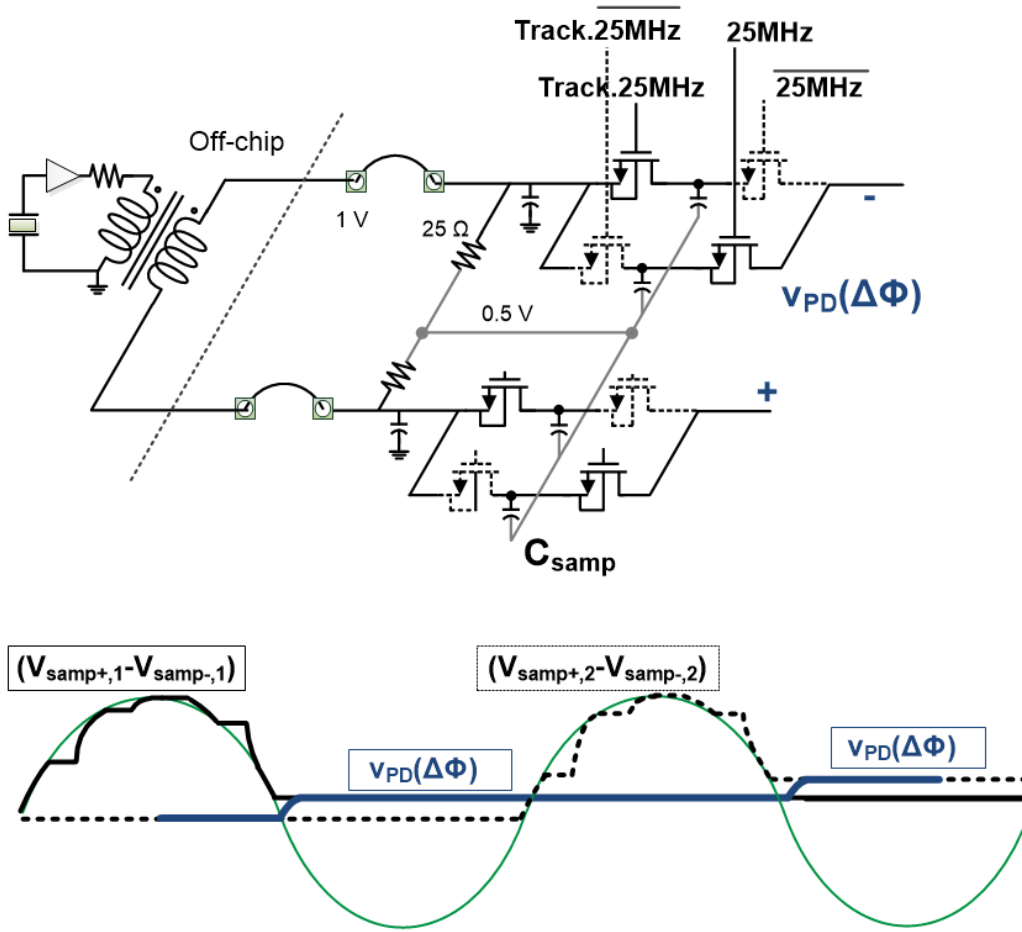 Track.25MHz 25MHz
Track.25MHz 25MHz
Off-chip
1 V
25 Ω
-
v_PD(ΔΦ)
0.5 V
+
C_samp
(V_samp+,1-V_samp-,1)
(V_samp+,2-V_samp-,2)
v_PD(ΔΦ)
v_PD(ΔΦ)